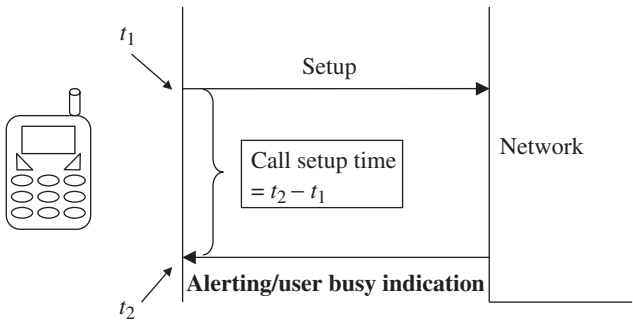 t₁
Setup
Call setup time
= t₂ – t₁
Network
Alerting/user busy indication
t₂